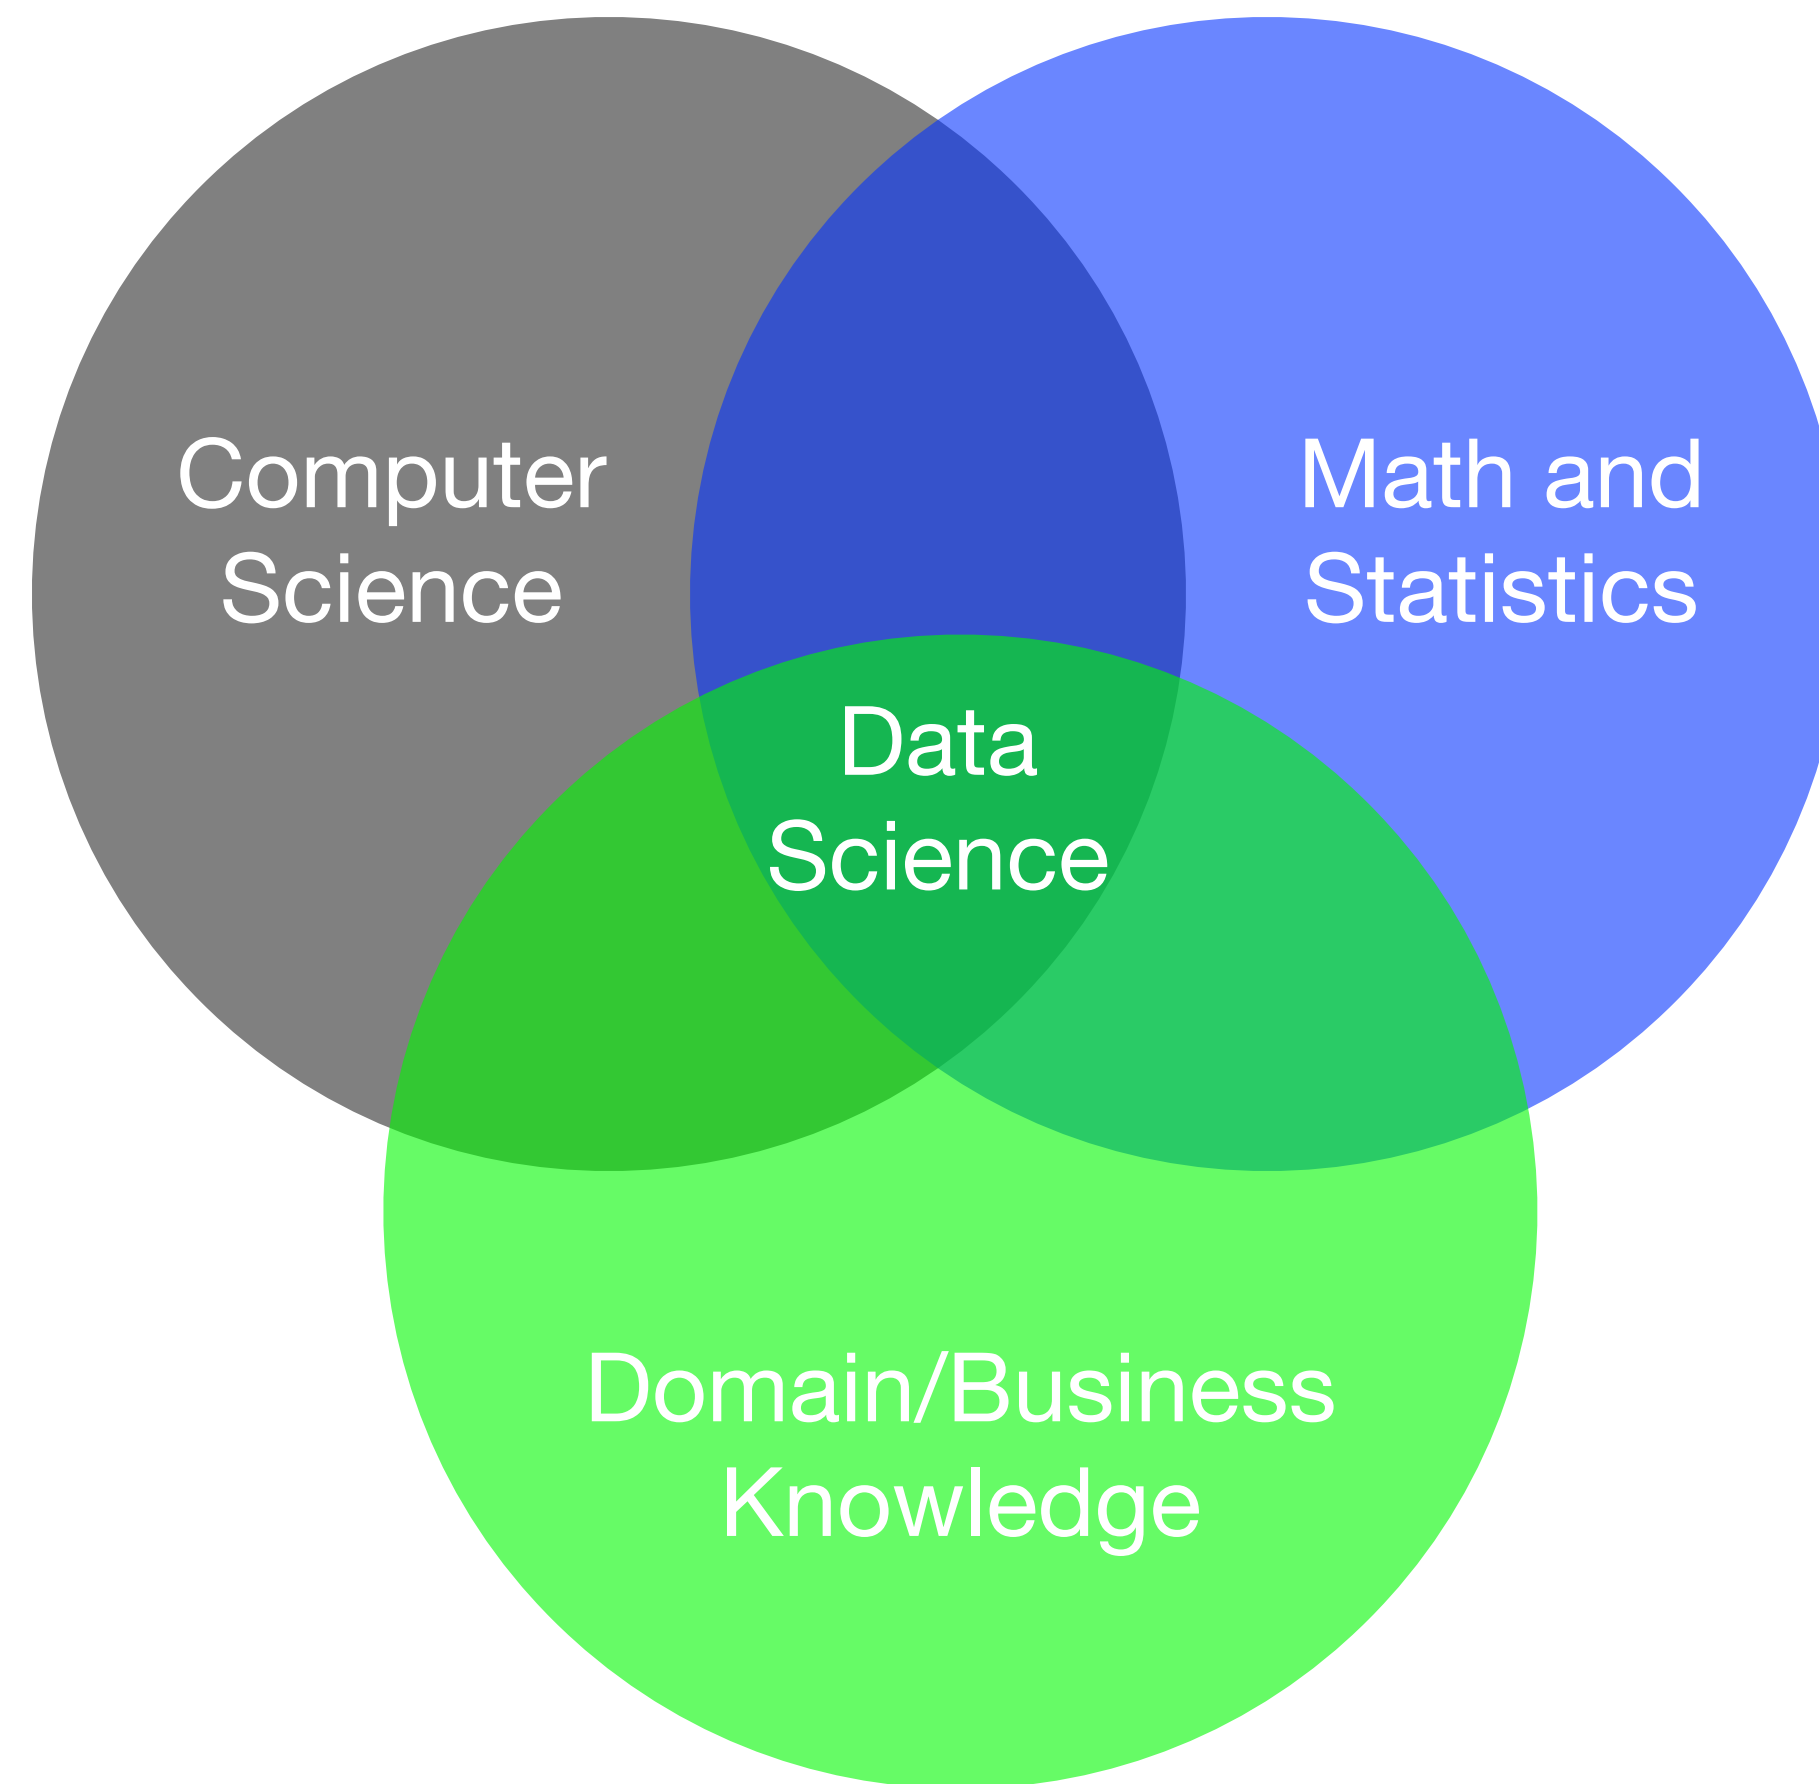 Computer
Science
Math and
Statistics
Data
Science
Domain/Business
Knowledge